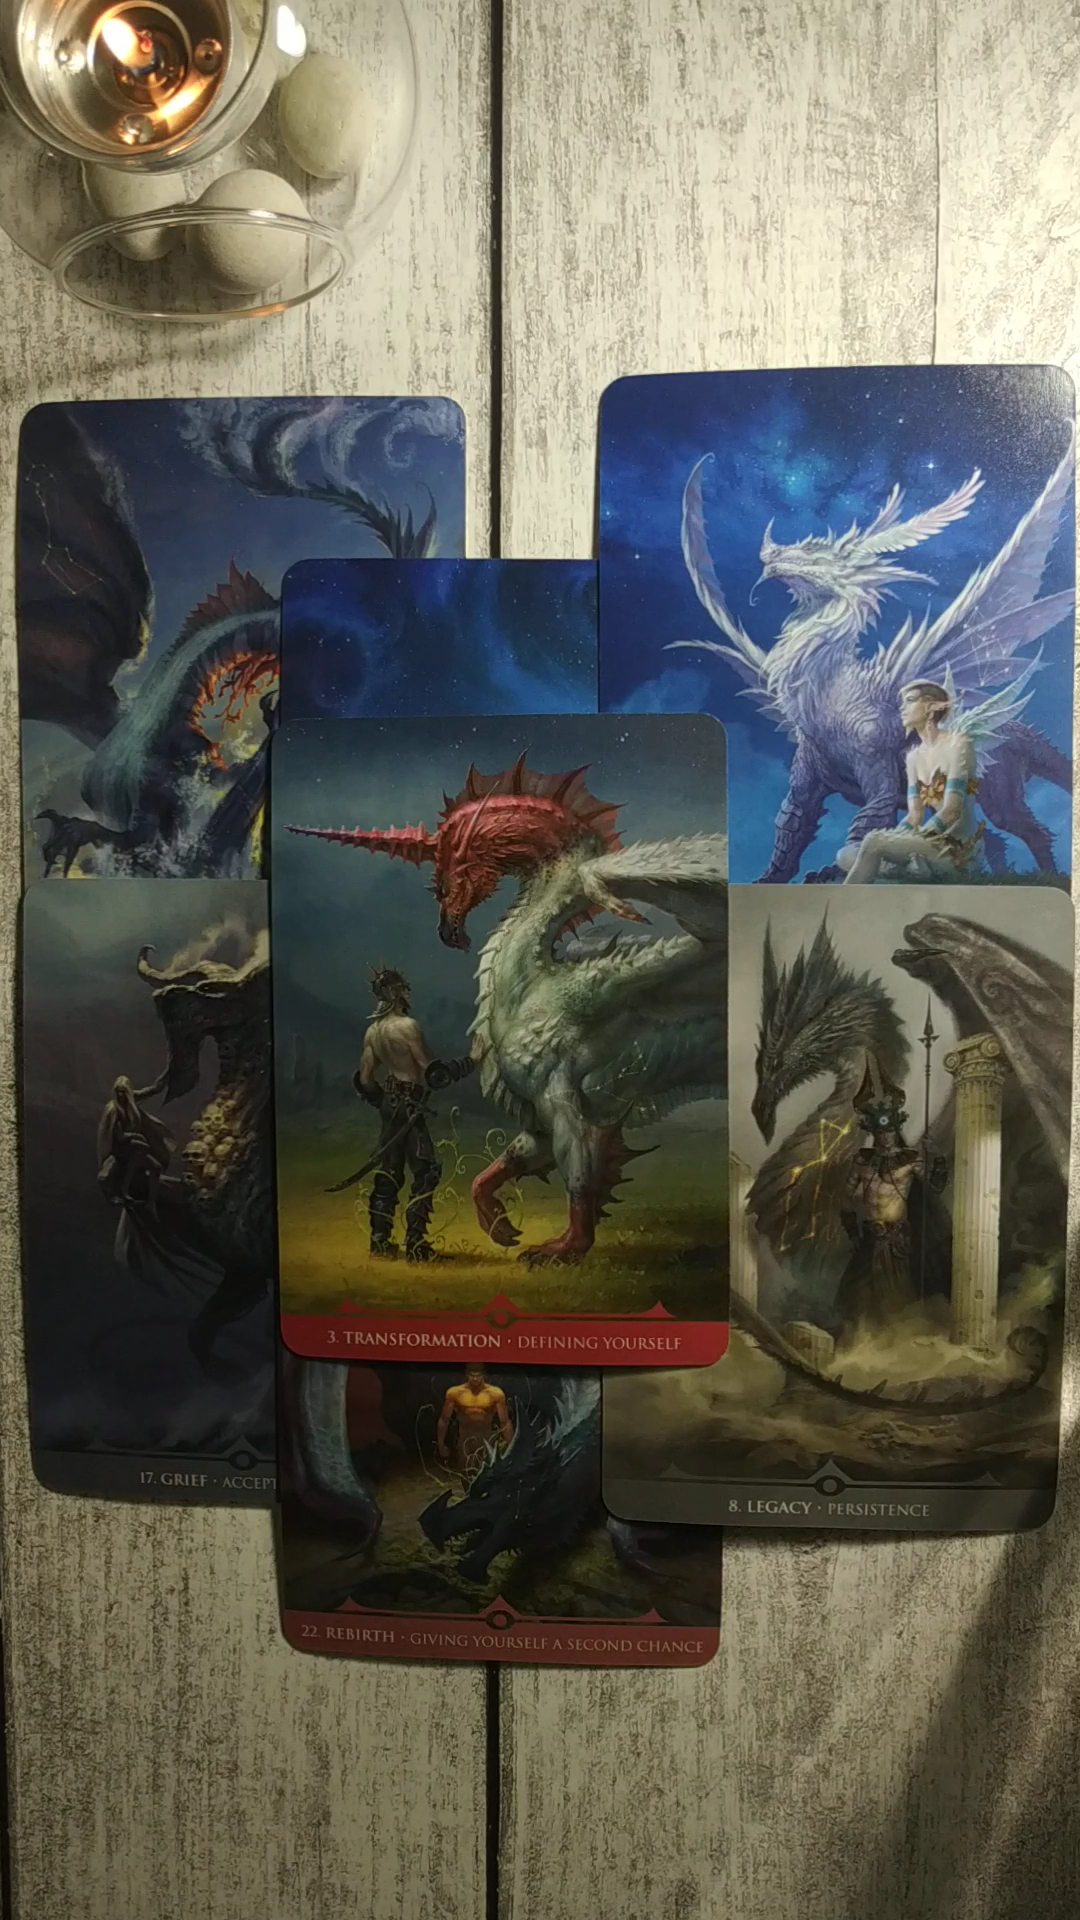 3. TRANSFORMATION · DEFINING YOURSELF
17. GRIEF · ACCEPT
8. LEGACY · PERSISTENCE
22. REBIRTH · GIVING YOURSELF A SECOND CHANCE